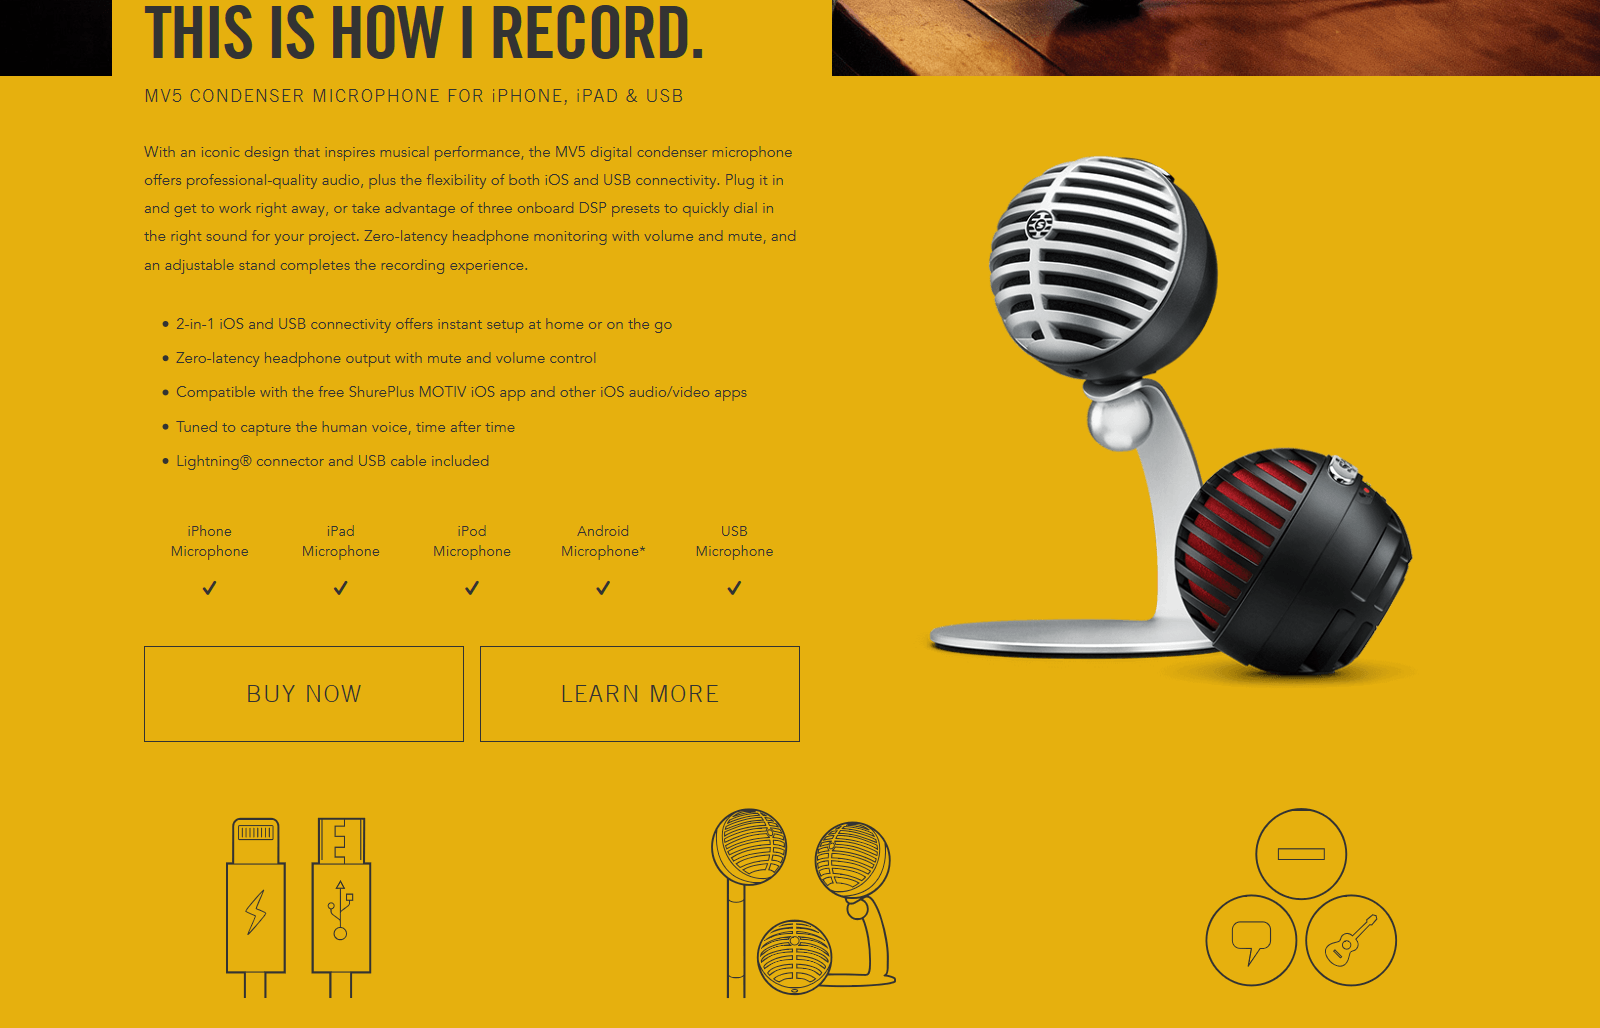 THIS IS HOW I RECORD.
MV5 CONDENSER MICROPHONE FOR iPHONE, iPAD & USB
With an iconic design that inspires musical performance, the MV5 digital condenser microphone
offers professional-quality audio, plus the flexibility of both iOS and USB connectivity. Plug it in
and get to work right away, or take advantage of three onboard DSP presets to quickly dial in
the right sound for your project. Zero-latency headphone monitoring with volume and mute, and
an adjustable stand completes the recording experience.
• 2-in-1 iOS and USB connectivity offers instant setup at home or on the go
• Zero-latency headphone output with mute and volume control
• Compatible with the free ShurePlus MOTIV iOS app and other iOS audio/video apps
• Tuned to capture the human voice, time after time
• Lightning® connector and USB cable included
iPhone
Microphone
iPad
Microphone
iPod
Microphone
Android
Microphone*
USB
Microphone
BUY NOW
LEARN MORE